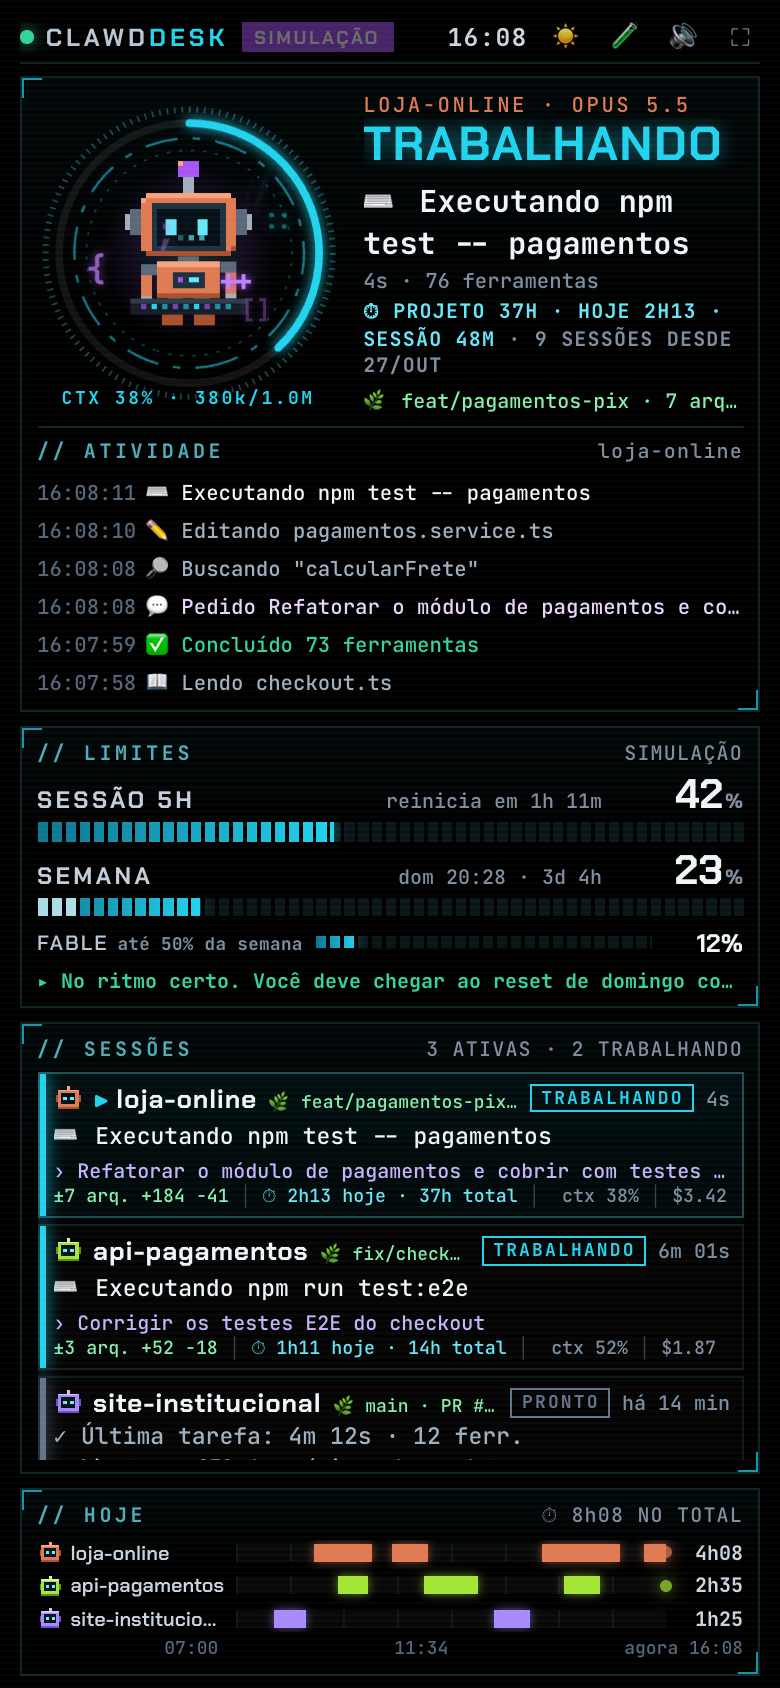 CLAWDDESK SIMULAÇÃO 16:08
LOJA-ONLINE · OPUS 5.5
TRABALHANDO
Executando npm
test -- pagamentos
4s · 76 ferramentas
PROJETO 37H · HOJE 2H13 ·
SESSÃO 48M · 9 SESSÕES DESDE
27/OUT
feat/pagamentos-pix · 7 arq…
{
++
[]
CTX 38% · 380k/1.0M
// ATIVIDADE loja-online
16:08:11 Executando npm test -- pagamentos
16:08:10 Editando pagamentos.service.ts
16:08:08 Buscando "calcularFrete"
16:08:08 Pedido Refatorar o módulo de pagamentos e co…
16:07:59 Concluído 73 ferramentas
16:07:58 Lendo checkout.ts
// LIMITES SIMULAÇÃO
SESSÃO 5H reinicia em 1h 11m 42%
SEMANA dom 20:28 · 3d 4h 23%
FABLE até 50% da semana 12%
▸ No ritmo certo. Você deve chegar ao reset de domingo co…
// SESSÕES 3 ATIVAS · 2 TRABALHANDO
▶ loja-online feat/pagamentos-pix… TRABALHANDO 4s
Executando npm test -- pagamentos
› Refatorar o módulo de pagamentos e cobrir com testes …
±7 arq. +184 -41 | 2h13 hoje · 37h total | ctx 38% | $3.42
api-pagamentos fix/check… TRABALHANDO 6m 01s
Executando npm run test:e2e
› Corrigir os testes E2E do checkout
±3 arq. +52 -18 | 1h11 hoje · 14h total | ctx 52% | $1.87
site-institucional main · PR #… PRONTO há 14 min
✓ Última tarefa: 4m 12s · 12 ferr.
// HOJE 8h08 NO TOTAL
loja-online 4h08
api-pagamentos 2h35
site-institucio… 1h25
07:00 11:34 agora 16:08